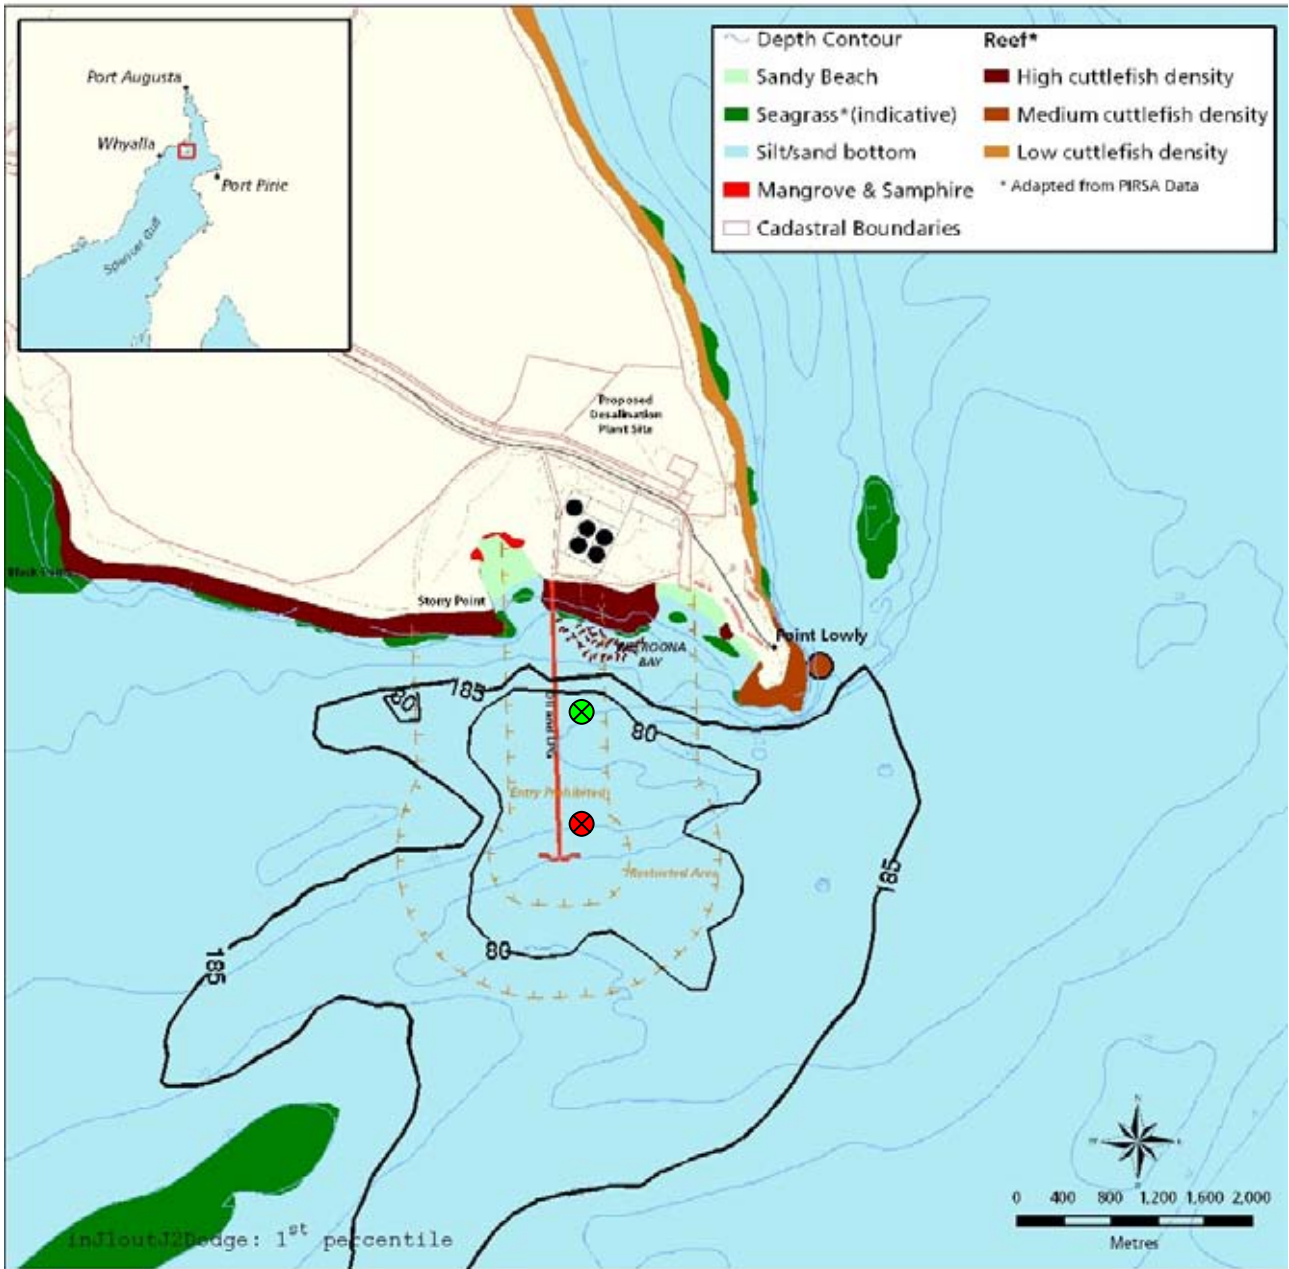 Port Augusta
Whyalla
Port Pirie
Spencer Gulf
Depth Contour
Sandy Beach
Seagrass*(indicative)
Silt/sand bottom
Mangrove & Samphire
Cadastral Boundaries
Reef*
High cuttlefish density
Medium cuttlefish density
Low cuttlefish density
* Adapted from PIRSA Data
Proposed
Desalination
Plant Site
Black Point
Stony Point
Point Lowly
BAY
185
80
80
Entry Prohibited
Restricted Area
185
185
80
N
0 400 800 1,200 1,600 2,000
Metres
inJ1outJ2Dodge: 1st percentile